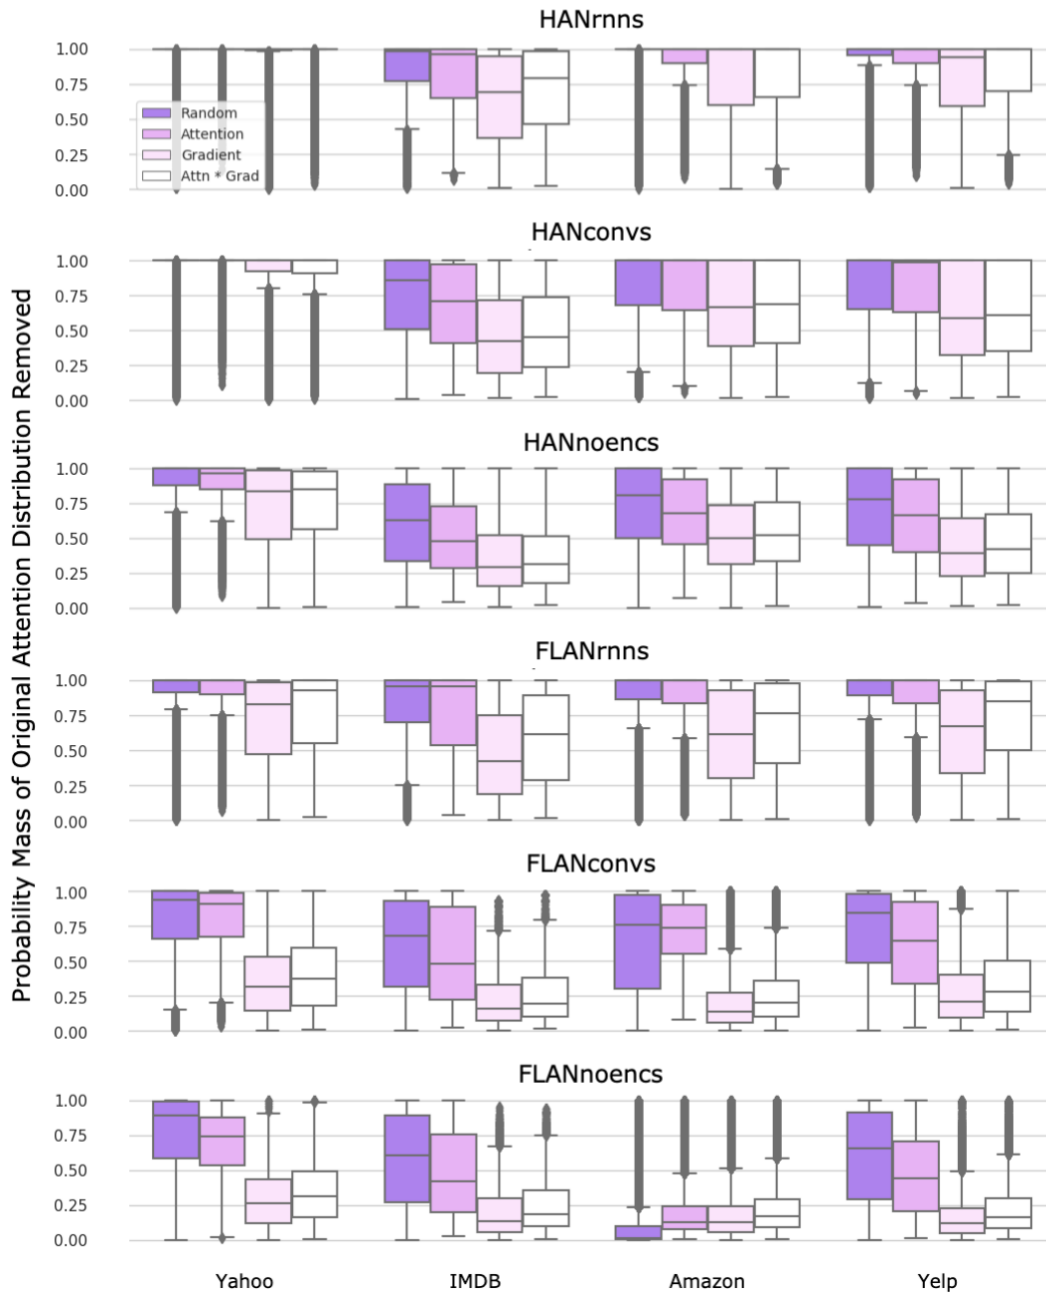 HANrnns
1.00
0.75
0.50
0.25
0.00
Random
Attention
Gradient
Attn * Grad
HANconvs
1.00
0.75
0.50
0.25
0.00
HANnoencs
1.00
0.75
0.50
0.25
0.00
FLANrnns
1.00
0.75
0.50
0.25
0.00
FLANconvs
1.00
0.75
0.50
0.25
0.00
FLANnoencs
1.00
0.75
0.50
0.25
0.00
Yahoo
IMDB
Amazon
Yelp
Probability Mass of Original Attention Distribution Removed